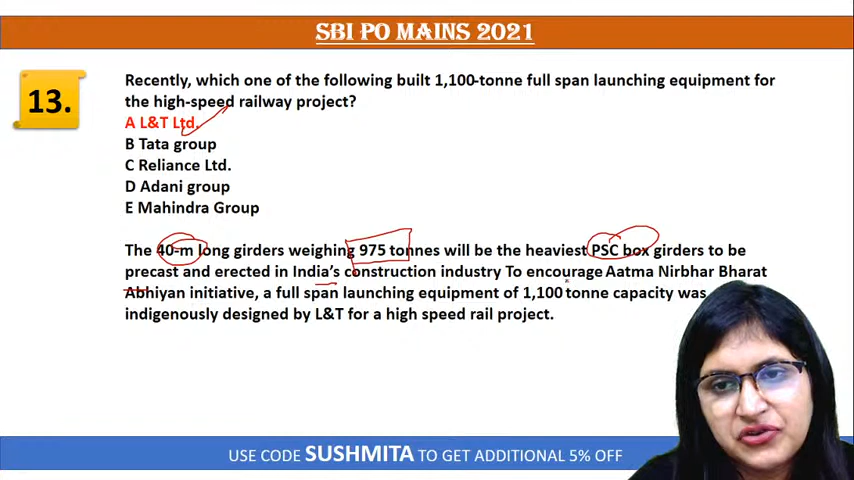 SBI PO MAINS 2021
13.
Recently, which one of the following built 1,100-tonne full span launching equipment for
the high-speed railway project?
A L&T Ltd.
B Tata group
C Reliance Ltd.
D Adani group
E Mahindra Group
The 40-m long girders weighing 975 tonnes will be the heaviest PSC box girders to be
precast and erected in India's construction industry To encourage Aatma Nirbhar Bharat
Abhiyan initiative, a full span launching equipment of 1,100 tonne capacity was
indigenously designed by L&T for a high speed rail project.
USE CODE SUSHMITA TO GET ADDITIONAL 5% OFF